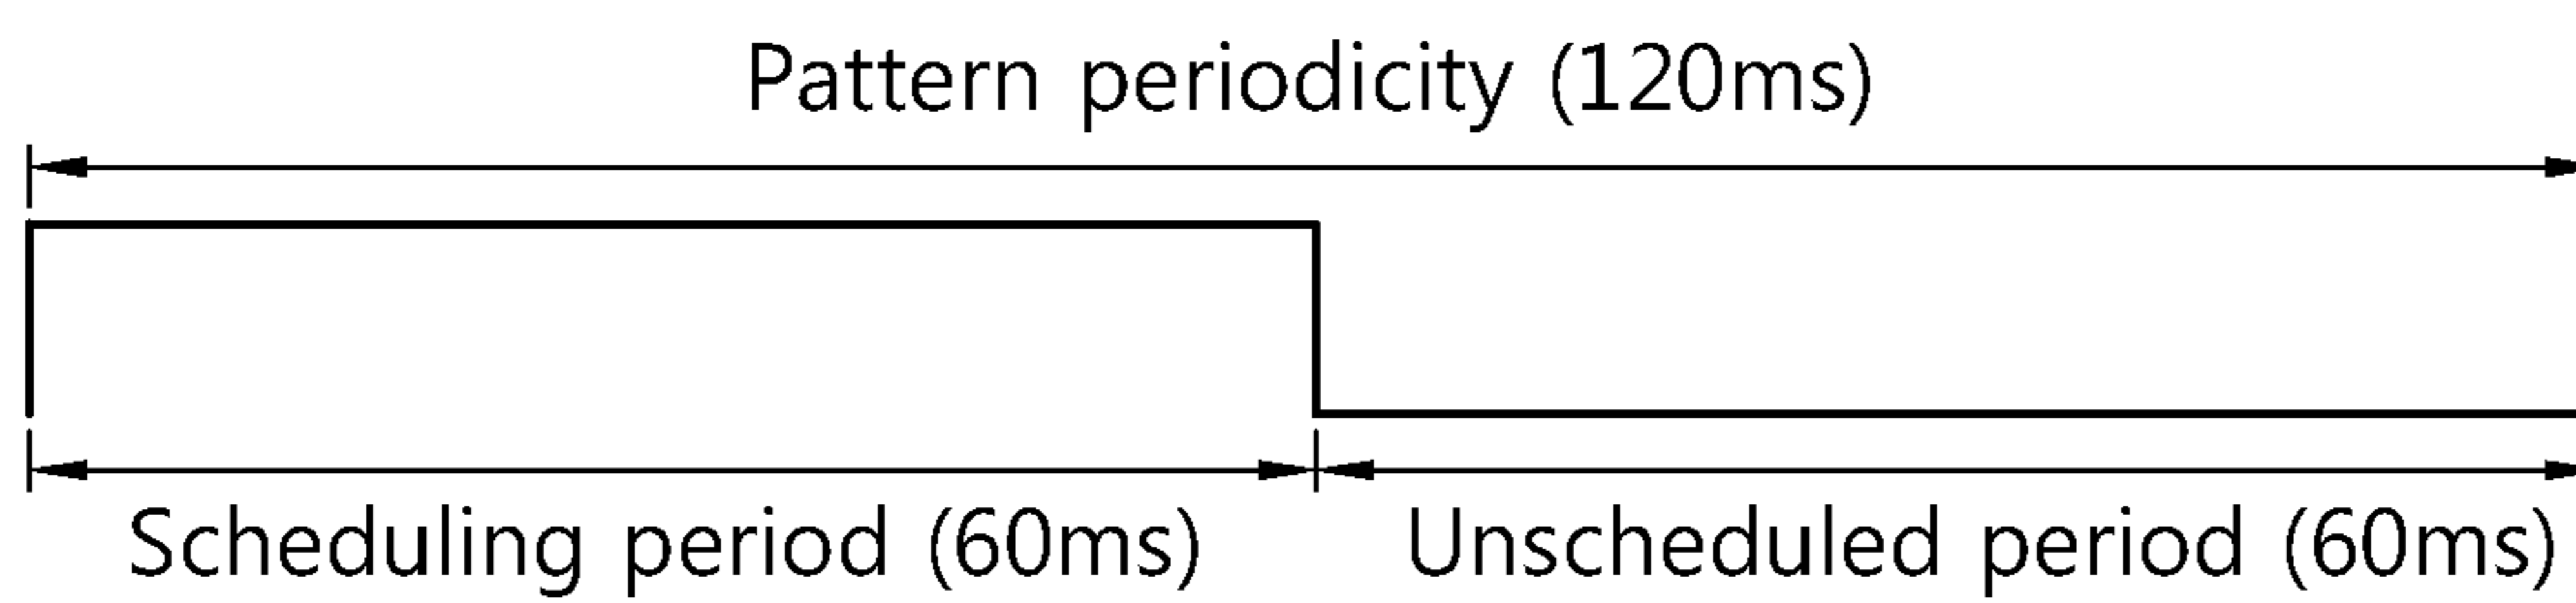 Pattern periodicity (120ms)
Scheduling period (60ms) Unscheduled period (60ms)